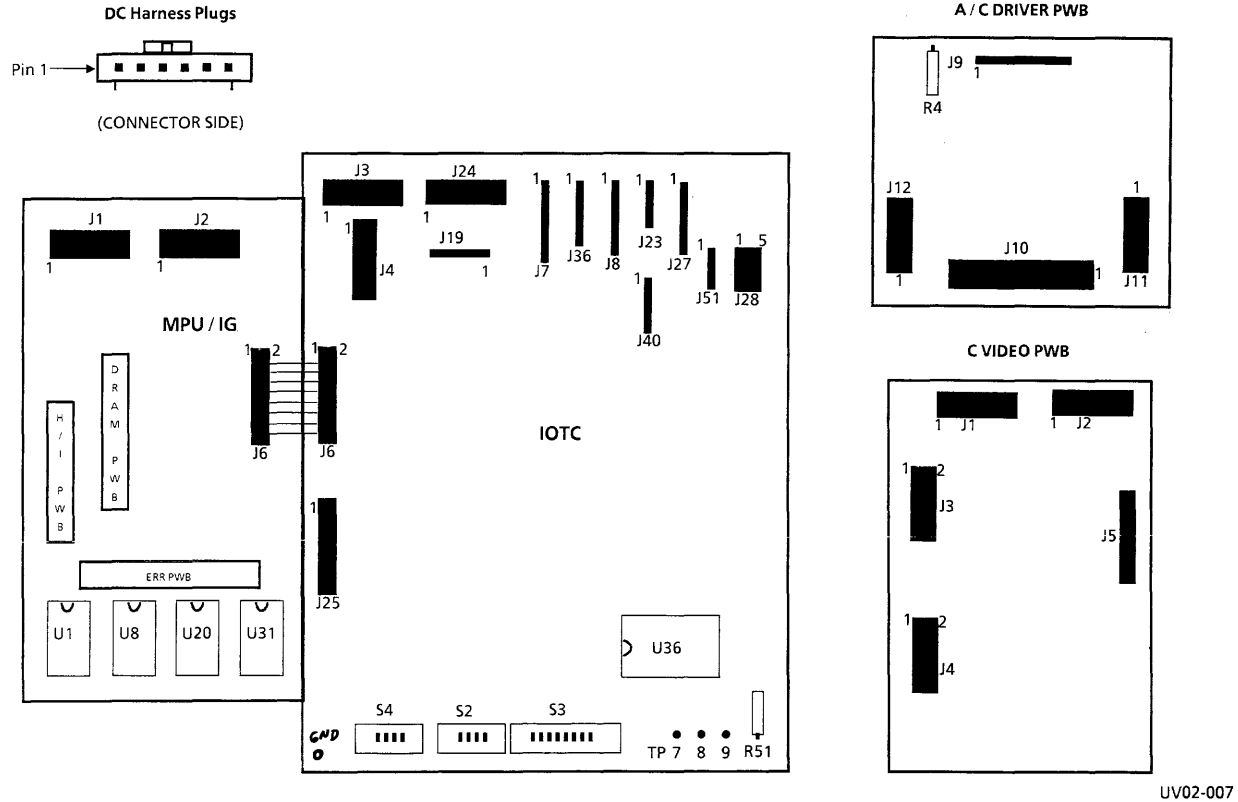 DC Harness Plugs
Pin 1
(CONNECTOR SIDE)
A / C DRIVER PWB
J9
1
R4
J12
1
J10
1
1
J11
J3
1
J24
1
1
J4
J19
1
1
J7
1
J36
1
J8
1
J23
1
J27
1
J51
1 5
J28
1
J40
J1
1
J2
1
MPU / IG
1 2
J6
1 2
J6
IOTC
DRAM PWB
H/I PWB
1
J25
ERR PWB
U1
U8
U20
U31
U36
S4
S2
S3
GND
0
TP 7 8 9
R51
C VIDEO PWB
1 J1
1 J2
1 2
J3
J5
1 2
J4
UV02-007